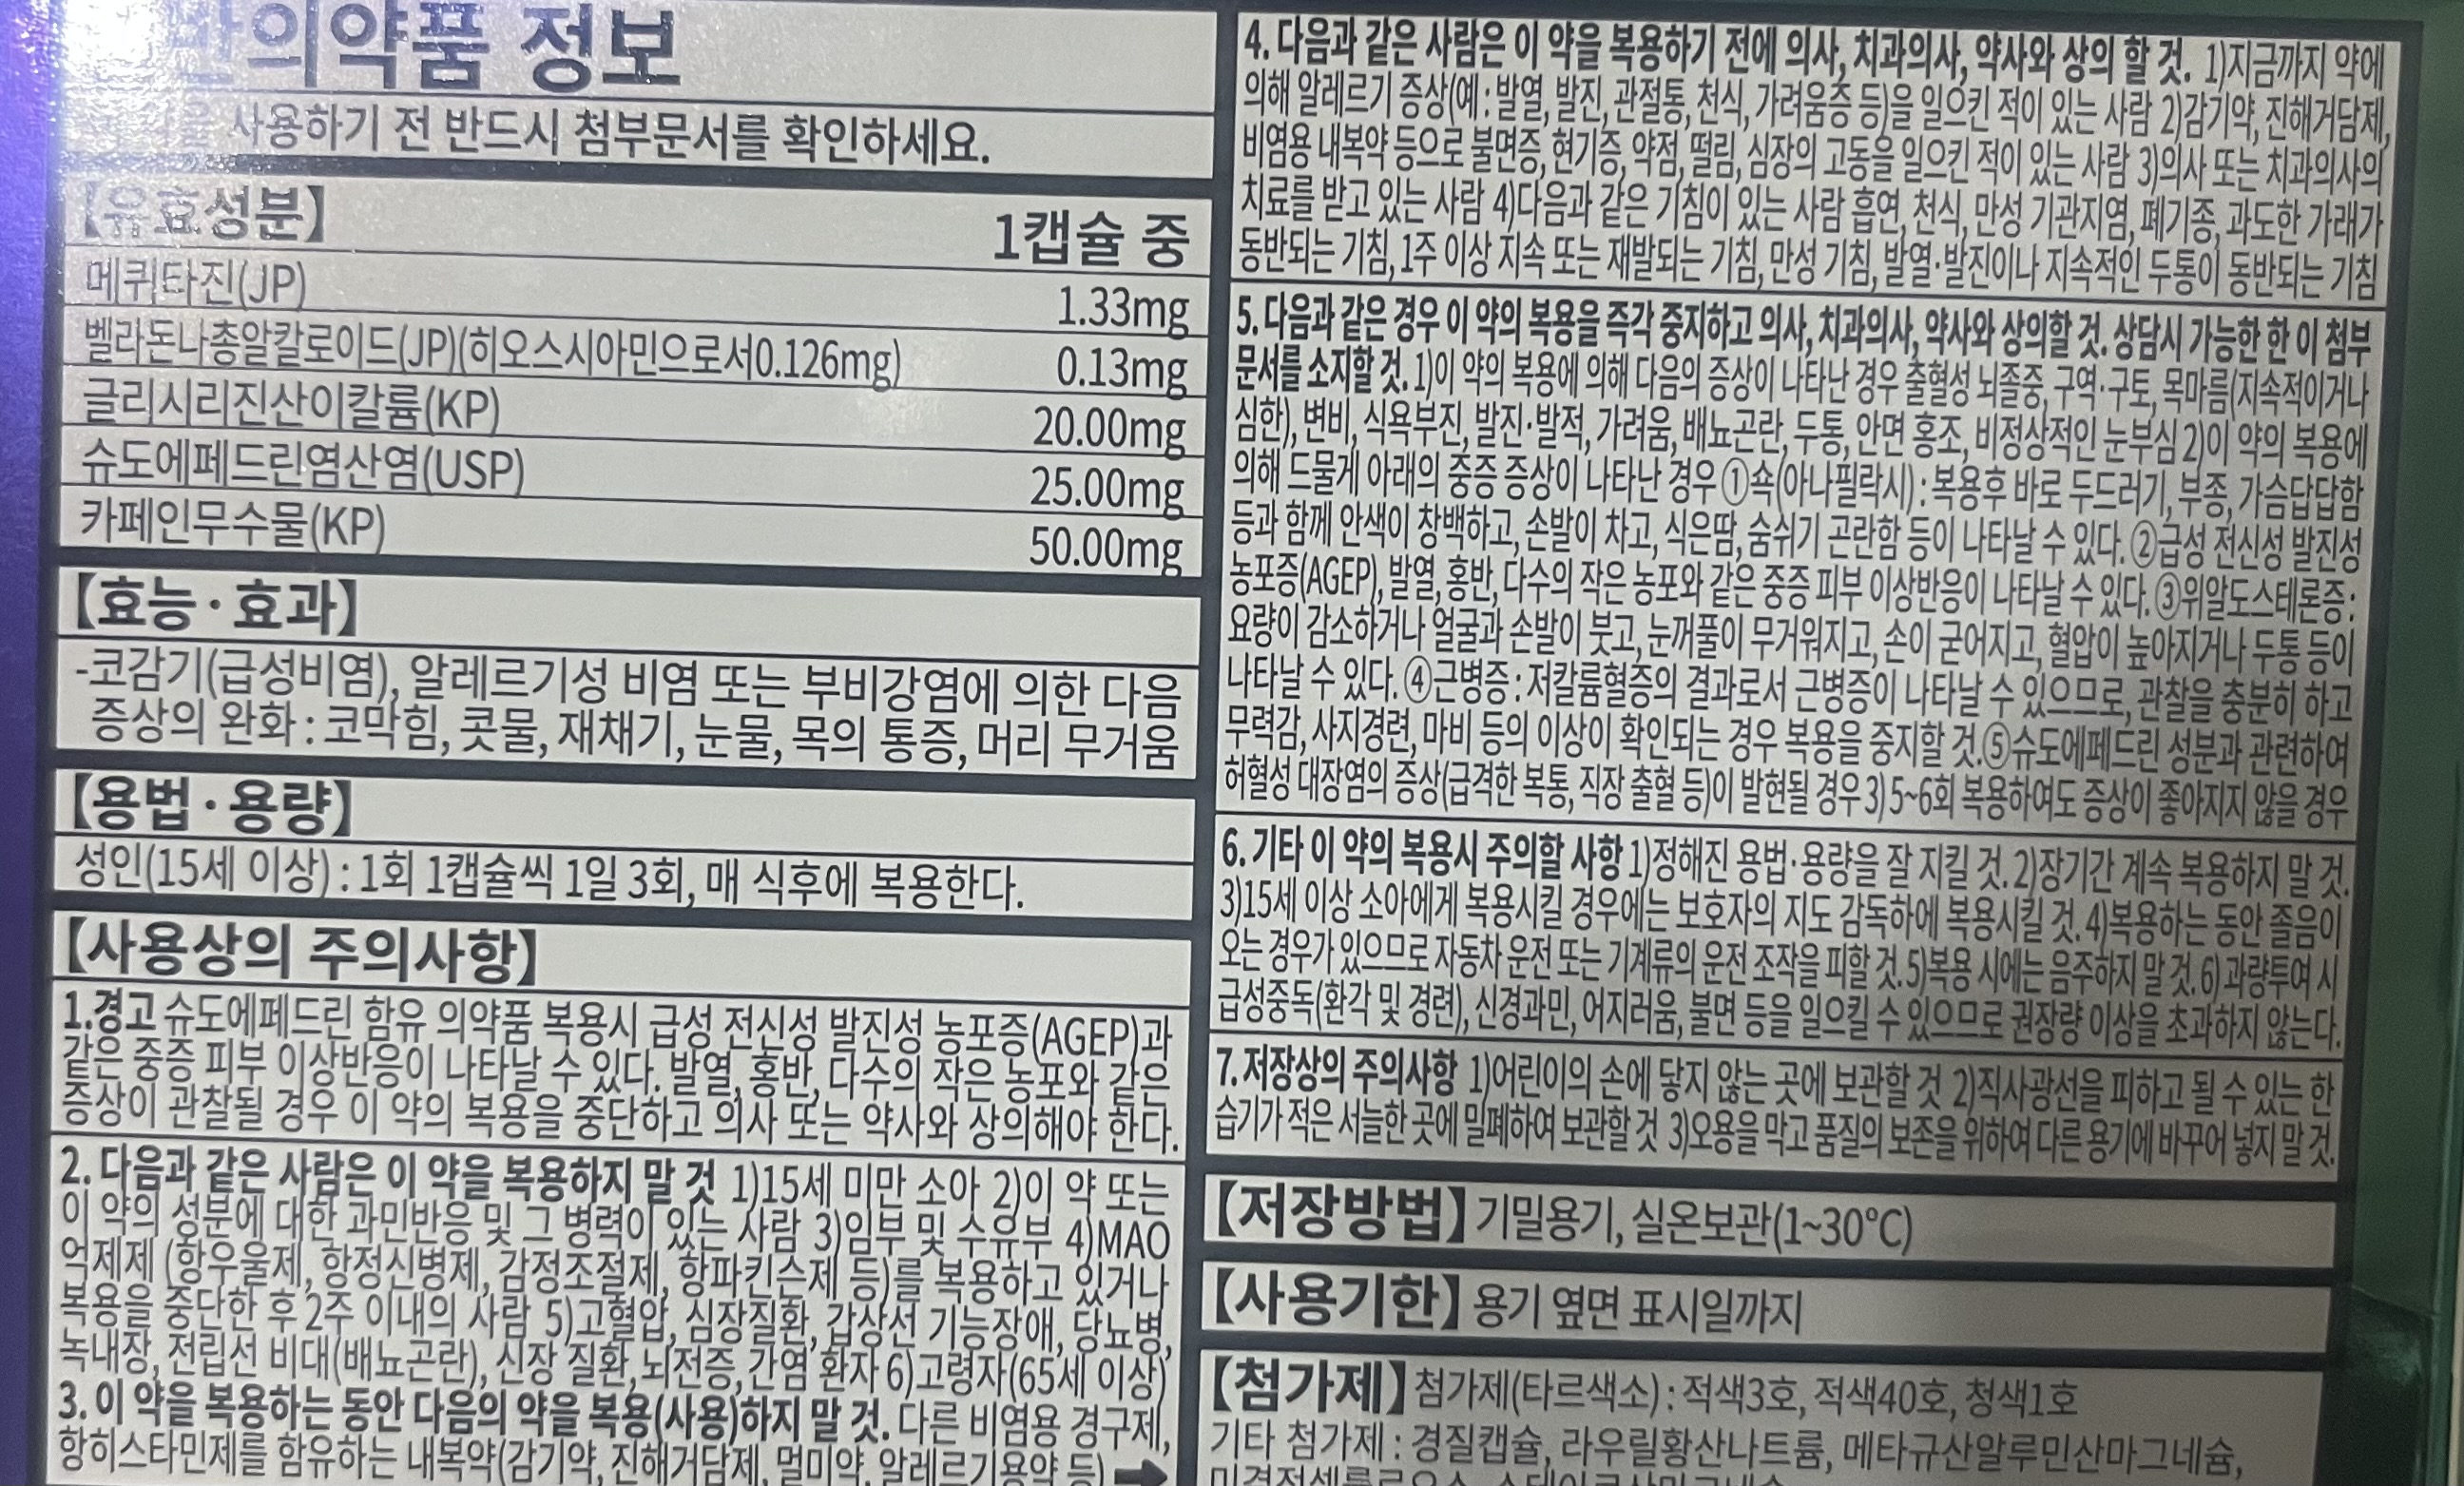 일반의약품 정보
사용하기 전 반드시 첨부문서를 확인하세요.
【유효성분】 1캡슐 중
메퀴타진(JP) 1.33mg
벨라돈나총알칼로이드(JP)(히오스시아민으로서0.126mg) 0.13mg
글리시리진산이칼륨(KP) 20.00mg
슈도에페드린염산염(USP) 25.00mg
카페인무수물(KP) 50.00mg
【효능·효과】
-코감기(급성비염), 알레르기성 비염 또는 부비강염에 의한 다음
증상의 완화 : 코막힘, 콧물, 재채기, 눈물, 목의 통증, 머리 무거움
【용법·용량】
성인(15세 이상) : 1회 1캡슐씩 1일 3회, 매 식후에 복용한다.
【사용상의 주의사항】
1.경고 슈도에페드린 함유 의약품 복용시 급성 전신성 발진성 농포증(AGEP)과
같은 중증 피부 이상반응이 나타날 수 있다. 발열, 홍반, 다수의 작은 농포와 같은
증상이 관찰될 경우 이 약의 복용을 중단하고 의사 또는 약사와 상의해야 한다.
2. 다음과 같은 사람은 이 약을 복용하지 말 것 1)15세 미만 소아 2)이 약 또는
이 약의 성분에 대한 과민반응 및 그 병력이 있는 사람 3)임부 및 수유부 4)MAO
억제제 (항우울제, 항정신병제, 감정조절제, 항파킨슨제 등)를 복용하고 있거나
복용을 중단한 후 2주 이내의 사람 5)고혈압, 심장질환, 갑상선 기능장애, 당뇨병,
녹내장, 전립선 비대(배뇨곤란), 신장 질환, 뇌전증, 간염 환자 6)고령자(65세 이상)
3. 이 약을 복용하는 동안 다음의 약을 복용(사용)하지 말 것. 다른 비염용 경구제,
항히스타민제를 함유하는 내복약(감기약, 진해거담제, 멀미약, 알레르기용약 등)
4. 다음과 같은 사람은 이 약을 복용하기 전에 의사, 치과의사, 약사와 상의 할 것. 1)지금까지 약에
의해 알레르기 증상(예 : 발열, 발진, 관절통, 천식, 가려움증 등)을 일으킨 적이 있는 사람 2)감기약, 진해거담제,
비염용 내복약 등으로 불면증, 현기증, 약점, 떨림, 심장의 고동을 일으킨 적이 있는 사람 3)의사 또는 치과의사의
치료를 받고 있는 사람 4)다음과 같은 기침이 있는 사람 흡연, 천식, 만성 기관지염, 폐기종, 과도한 가래가
동반되는 기침, 1주 이상 지속 또는 재발되는 기침, 만성 기침, 발열·발진이나 지속적인 두통이 동반되는 기침
5. 다음과 같은 경우 이 약의 복용을 즉각 중지하고 의사, 치과의사, 약사와 상의할 것. 상담시 가능한 한 이 첨부
문서를 소지할 것. 1)이 약의 복용에 의해 다음의 증상이 나타난 경우 출혈성 뇌졸중, 구역·구토, 목마름(지속적이거나
심한), 변비, 식욕부진, 발진·발적, 가려움, 배뇨곤란, 두통, 안면 홍조, 비정상적인 눈부심 2)이 약의 복용에
의해 드물게 아래의 중증 증상이 나타난 경우 ①쇽(아나필락시) : 복용후 바로 두드러기, 부종, 가슴답답함
등과 함께 안색이 창백하고, 손발이 차고, 식은땀, 숨쉬기 곤란함 등이 나타날 수 있다. ②급성 전신성 발진성
농포증(AGEP), 발열, 홍반, 다수의 작은 농포와 같은 중증 피부 이상반응이 나타날 수 있다. ③위알도스테론증 :
요량이 감소하거나 얼굴과 손발이 붓고, 눈꺼풀이 무거워지고, 손이 굳어지고, 혈압이 높아지거나 두통 등이
나타날 수 있다. ④근병증 : 저칼륨혈증의 결과로서 근병증이 나타날 수 있으므로, 관찰을 충분히 하고
무력감, 사지경련, 마비 등의 이상이 확인되는 경우 복용을 중지할 것.⑤슈도에페드린 성분과 관련하여
허혈성 대장염의 증상(급격한 복통, 직장 출혈 등)이 발현될 경우 3) 5~6회 복용하여도 증상이 좋아지지 않을 경우
6. 기타 이 약의 복용시 주의할 사항 1)정해진 용법·용량을 잘 지킬 것. 2)장기간 계속 복용하지 말 것.
3)15세 이상 소아에게 복용시킬 경우에는 보호자의 지도 감독하에 복용시킬 것. 4)복용하는 동안 졸음이
오는 경우가 있으므로 자동차 운전 또는 기계류의 운전 조작을 피할 것. 5)복용 시에는 음주하지 말 것. 6) 과량투여 시
급성중독(환각 및 경련), 신경과민, 어지러움, 불면 등을 일으킬 수 있으므로 권장량 이상을 초과하지 않는다.
7. 저장상의 주의사항 1)어린이의 손에 닿지 않는 곳에 보관할 것 2)직사광선을 피하고 될 수 있는 한
습기가 적은 서늘한 곳에 밀폐하여 보관할 것 3)오용을 막고 품질의 보존을 위하여 다른 용기에 바꾸어 넣지 말 것.
【저장방법】 기밀용기, 실온보관(1~30℃)
【사용기한】 용기 옆면 표시일까지
【첨가제】 첨가제(타르색소) : 적색3호, 적색40호, 청색1호
기타 첨가제 : 경질캡슐, 라우릴황산나트륨, 메타규산알루민산마그네슘,